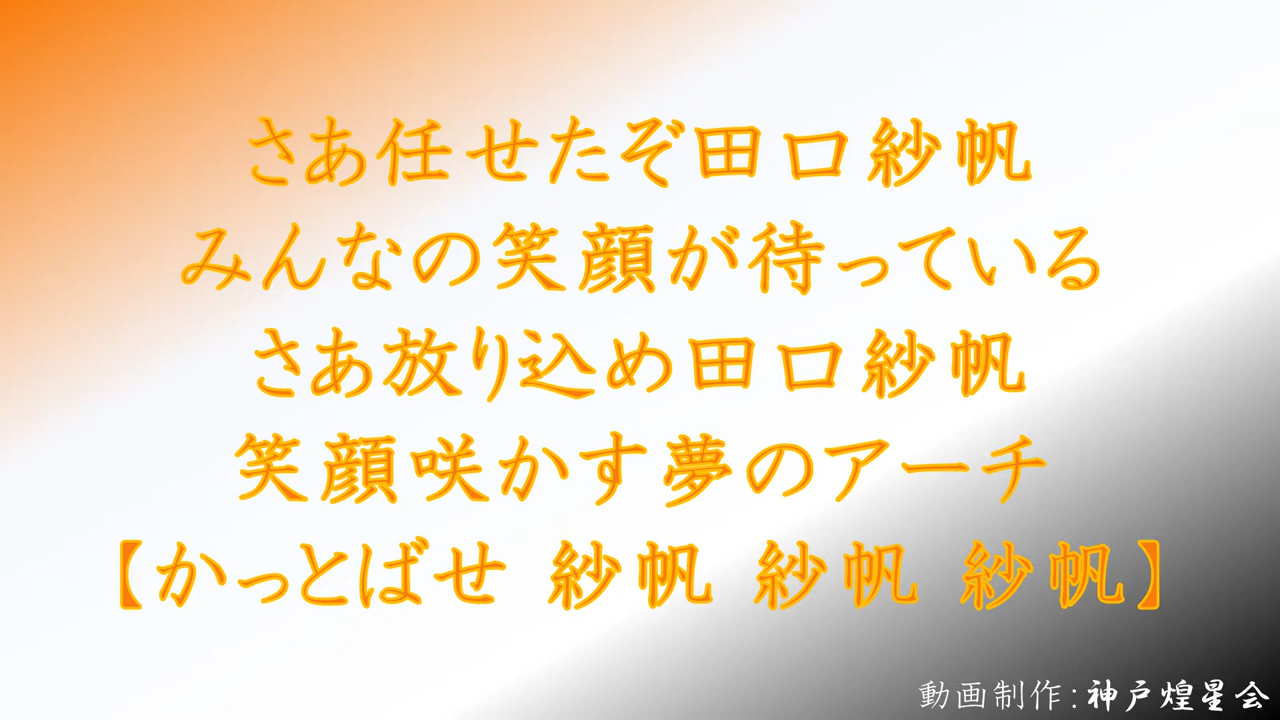 さあ任せたぞ田口紗帆
みんなの笑顔が待っている
さあ放り込め田口紗帆
笑顔咲かす夢のアーチ
【かっとばせ 紗帆 紗帆 紗帆】
動画制作:神戸煌星会